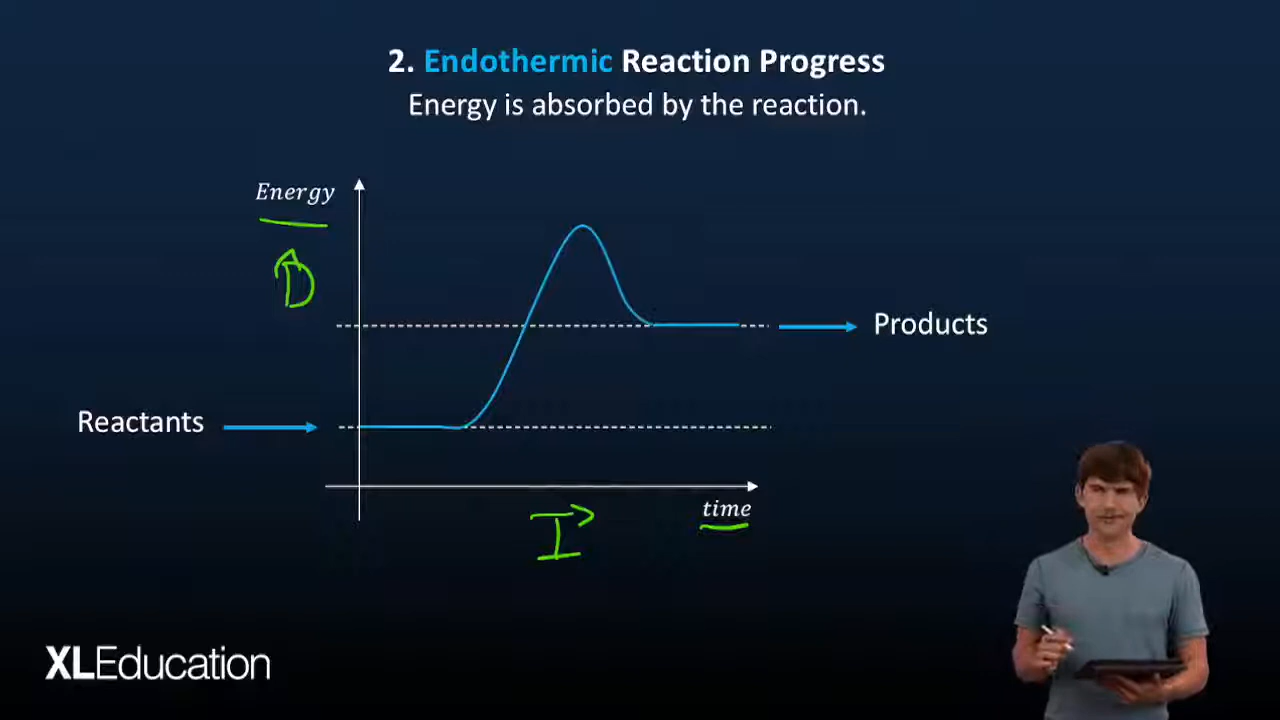 2. Endothermic Reaction Progress
Energy is absorbed by the reaction.
Energy
D
Products
Reactants
time
I
XLEducation